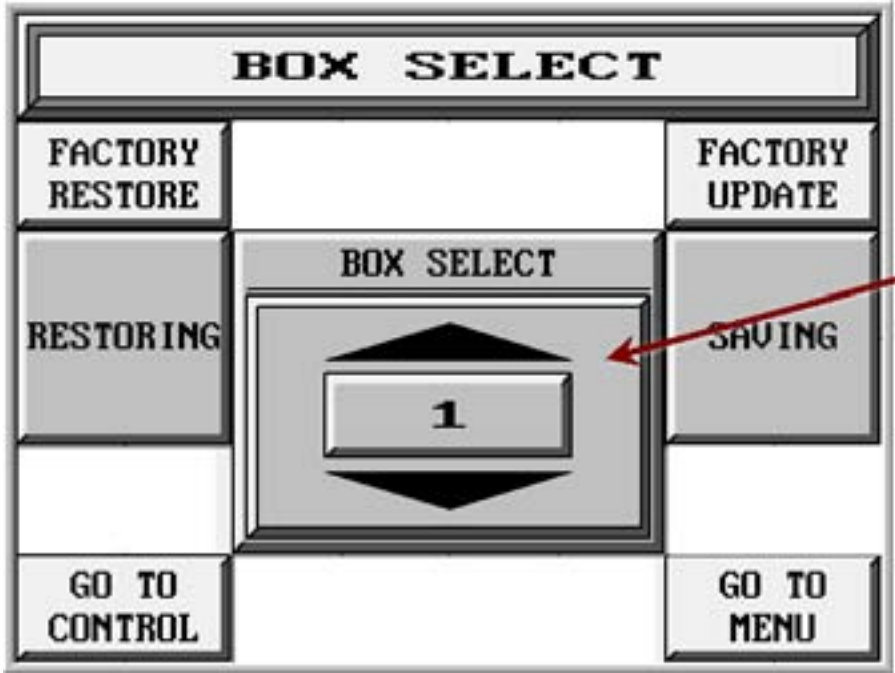 BOX SELECT
FACTORY
RESTORE
FACTORY
UPDATE
BOX SELECT
RESTORING
SAVING
1
GO TO
CONTROL
GO TO
MENU